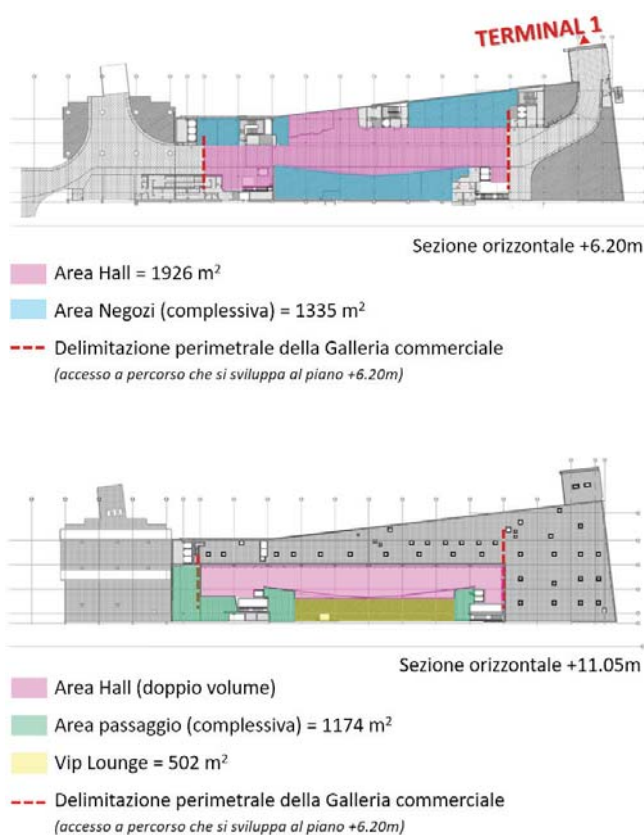 TERMINAL 1
Sezione orizzontale +6.20m
Area Hall = 1926 m²
Area Negozi (complessiva) = 1335 m²
Delimitazione perimetrale della Galleria commerciale
(accesso a percorso che si sviluppa al piano +6.20m)
Sezione orizzontale +11.05m
Area Hall (doppio volume)
Area passaggio (complessiva) = 1174 m²
Vip Lounge = 502 m²
Delimitazione perimetrale della Galleria commerciale
(accesso a percorso che si sviluppa al piano +6.20m)